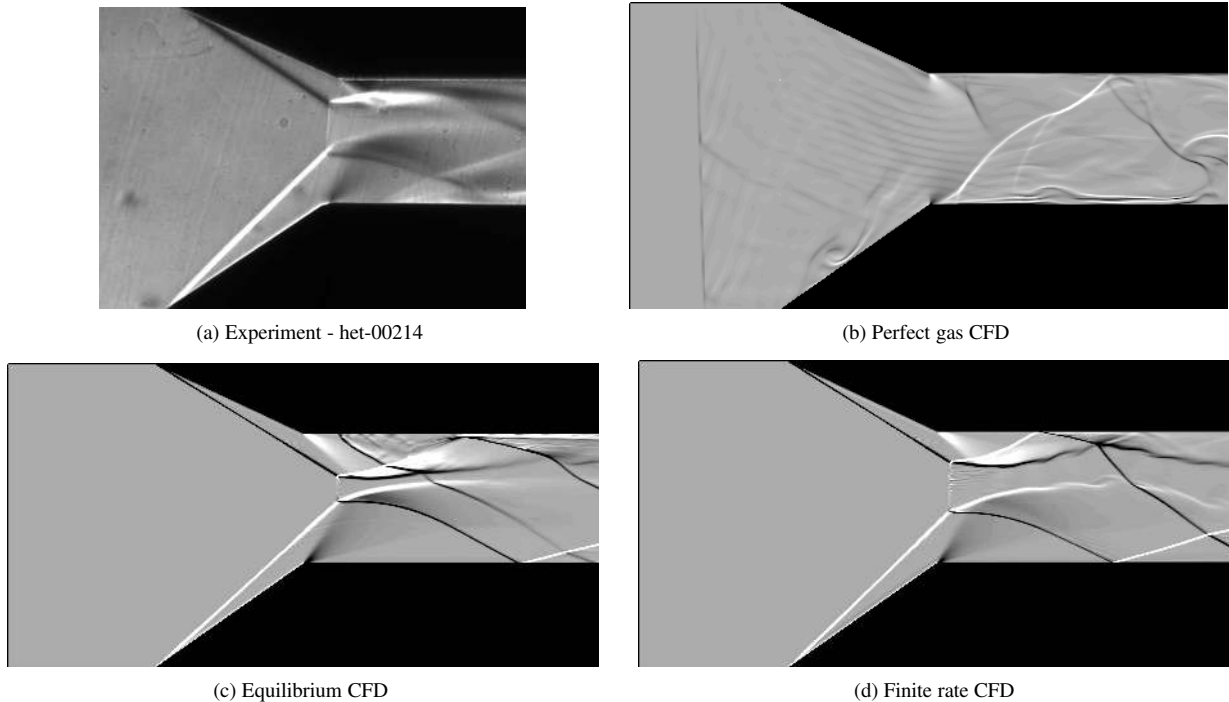 (a) Experiment - het-00214
(b) Perfect gas CFD
(c) Equilibrium CFD
(d) Finite rate CFD